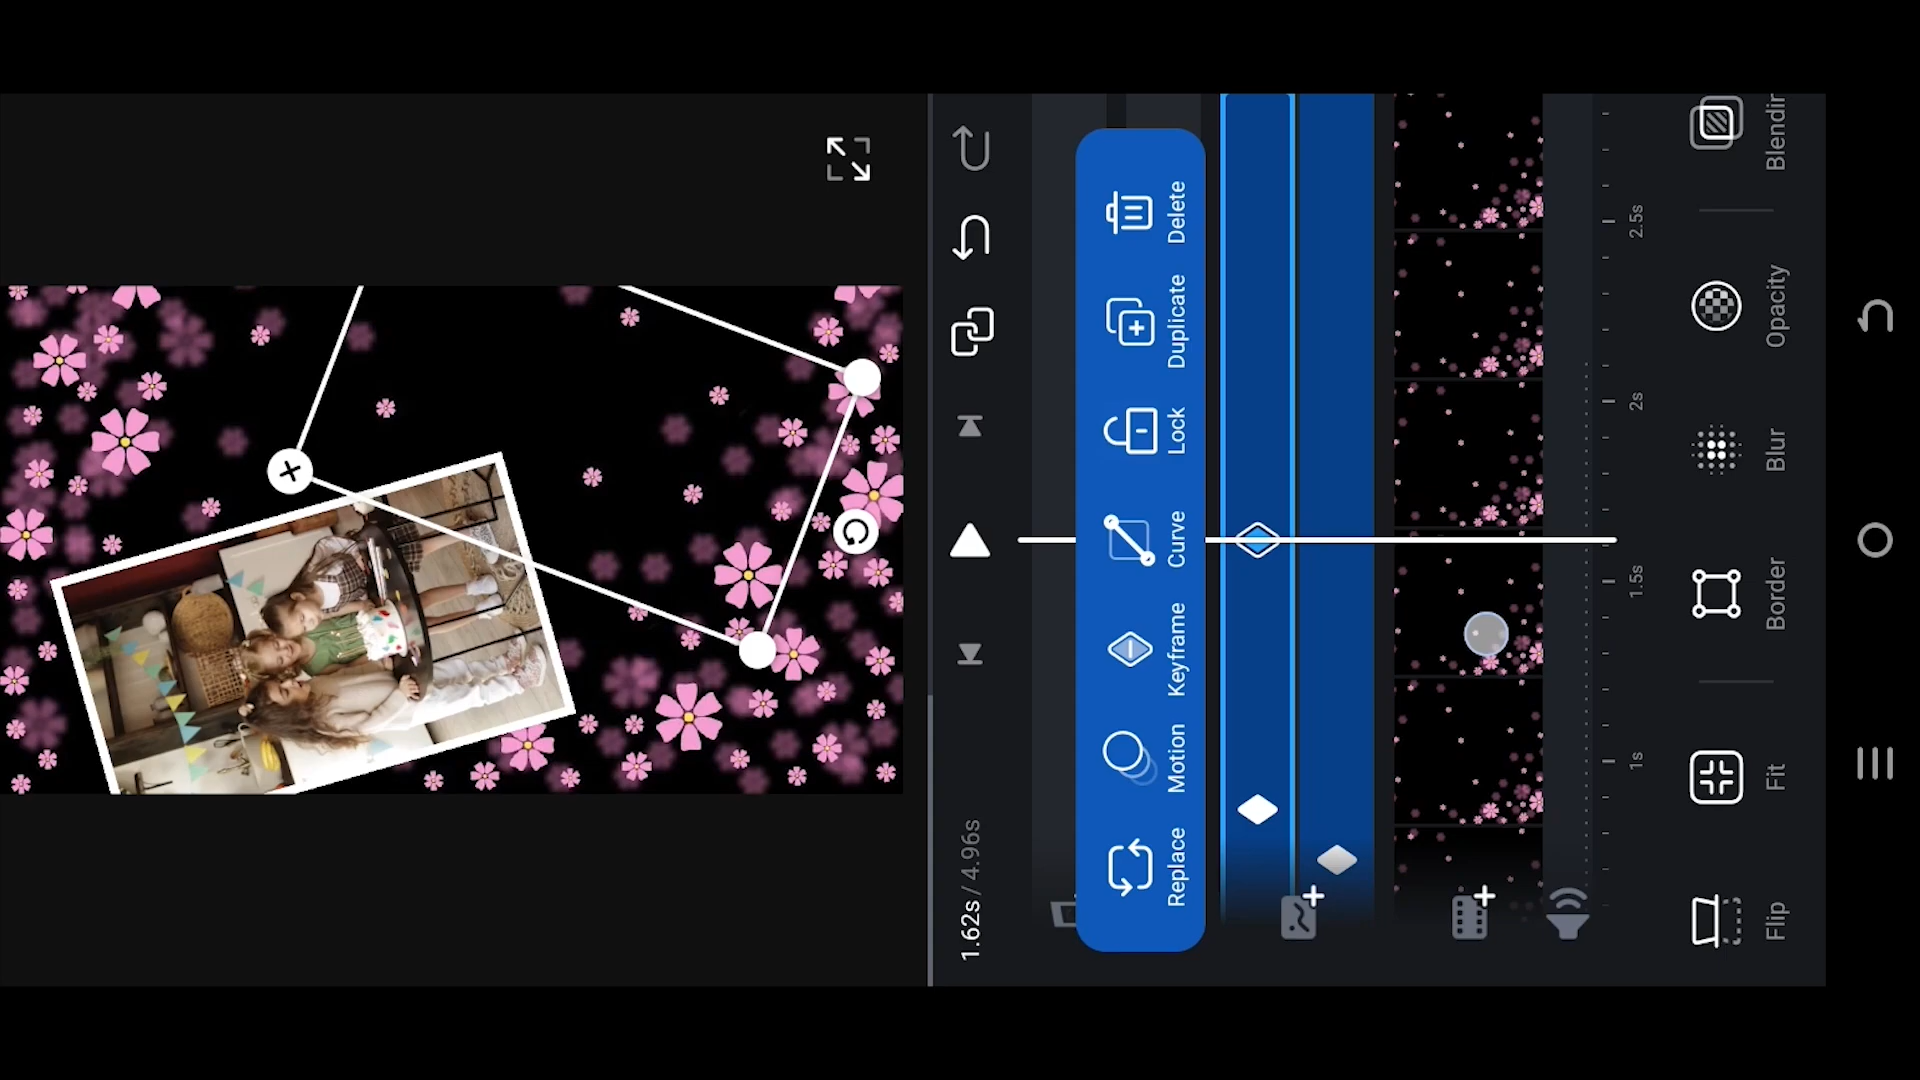 1.62s / 4.96s
Replace
Motion
Keyframe
Curve
Lock
Duplicate
Delete
1s
1.5s
2s
2.5s
Flip
Fit
Border
Blur
Opacity
Blendir